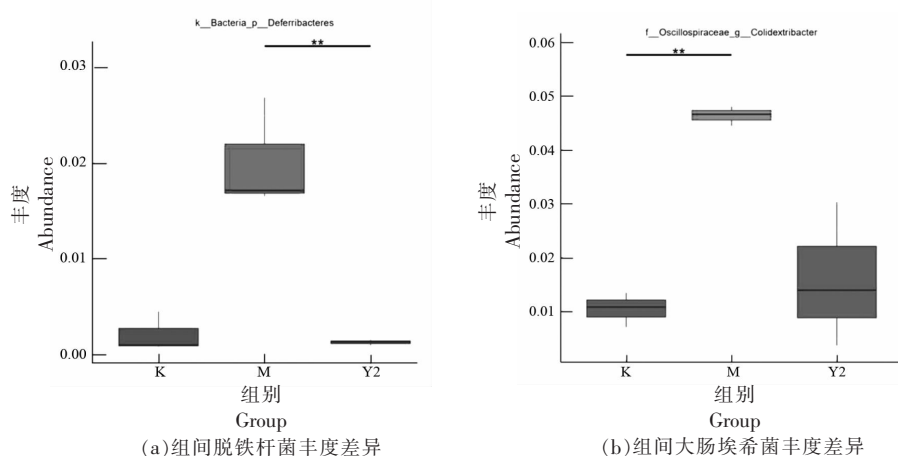 k__Bacteria_p__Deferribacteres
**
0.03
0.02
0.01
0.00
丰度
Abundance
K
M
Y2
组别
Group
(a)组间脱铁杆菌丰度差异
f__Oscillospiraceae_g__Colidextribacter
**
0.06
0.05
0.04
0.03
0.02
0.01
丰度
Abundance
K
M
Y2
组别
Group
(b)组间大肠埃希菌丰度差异